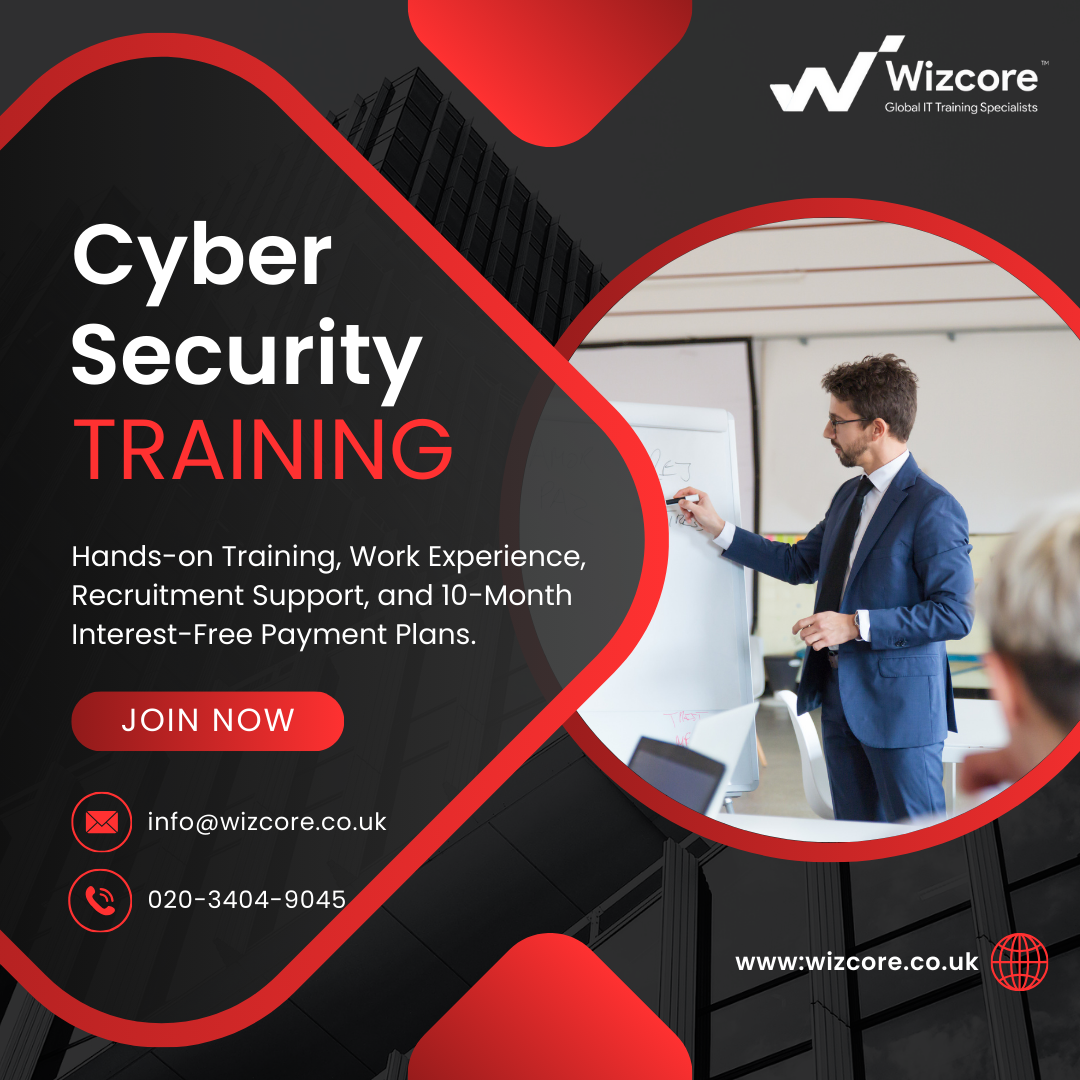 Wizcore™
Global IT Training Specialists
Cyber
Security
TRAINING
Hands-on Training, Work Experience,
Recruitment Support, and 10-Month
Interest-Free Payment Plans.
JOIN NOW
info@wizcore.co.uk
020-3404-9045
www.wizcore.co.uk